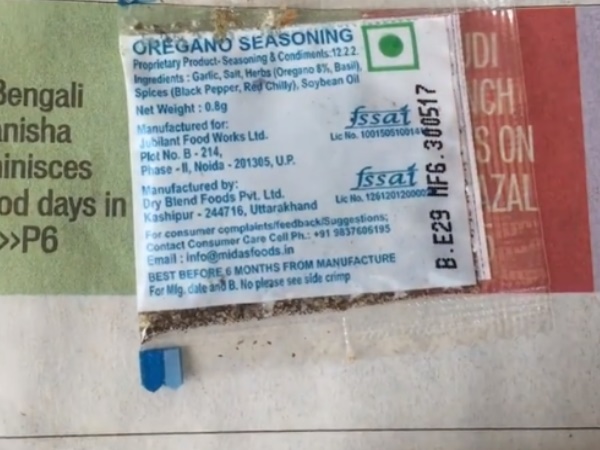 OREGANO SEASONING
Proprietary Product- Seasoning & Condiments:12.2.2.
Ingredients : Garlic, Salt, Herbs (Oregano 8%, Basil),
Spices (Black Pepper, Red Chilly), Soybean Oil
Net Weight : 0.8g
Manufactured for:
Jubilant Food Works Ltd.
Plot No. B - 214,
Phase - II, Noida - 201305, U.P.
fssai
Lic No.
Manufactured by:
Dry Blend Foods Pvt. Ltd.
Kashipur - 244716, Uttarakhand
fssai
Lic No.
For consumer complaints/feedback/Suggestions;
Contact Consumer Care Cell Ph.: +91 9837606195
Email : info@midasfoods.in
BEST BEFORE 6 MONTHS FROM MANUFACTURE
For Mfg. date and B. No please see side crimp
B.E29 MFG.300517
Bengali
anisha
inisces
od days in
>>P6
UDI
ICH
S ON
AZAL